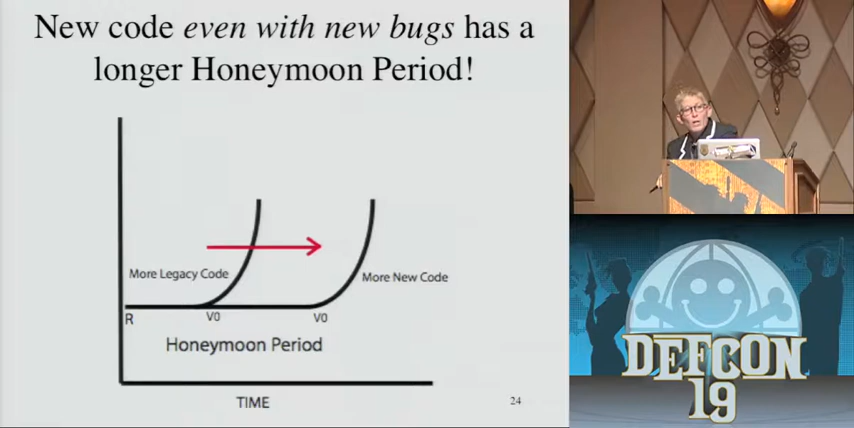 New code even with new bugs has a
longer Honeymoon Period!
More Legacy Code
More New Code
R
V0
V0
Honeymoon Period
TIME
24
DEFCON
19